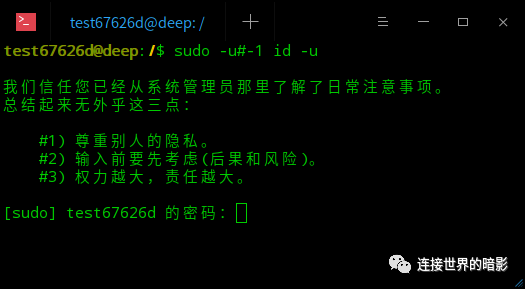 test67626d@deep: /
test67626d@deep:/$ sudo -u#-1 id -u
我们信任您已经从系统管理员那里了解了日常注意事项。
总结起来无外乎这三点：
#1) 尊重别人的隐私。
#2) 输入前要先考虑(后果和风险)。
#3) 权力越大，责任越大。
[sudo] test67626d 的密码：
连接世界的暗影